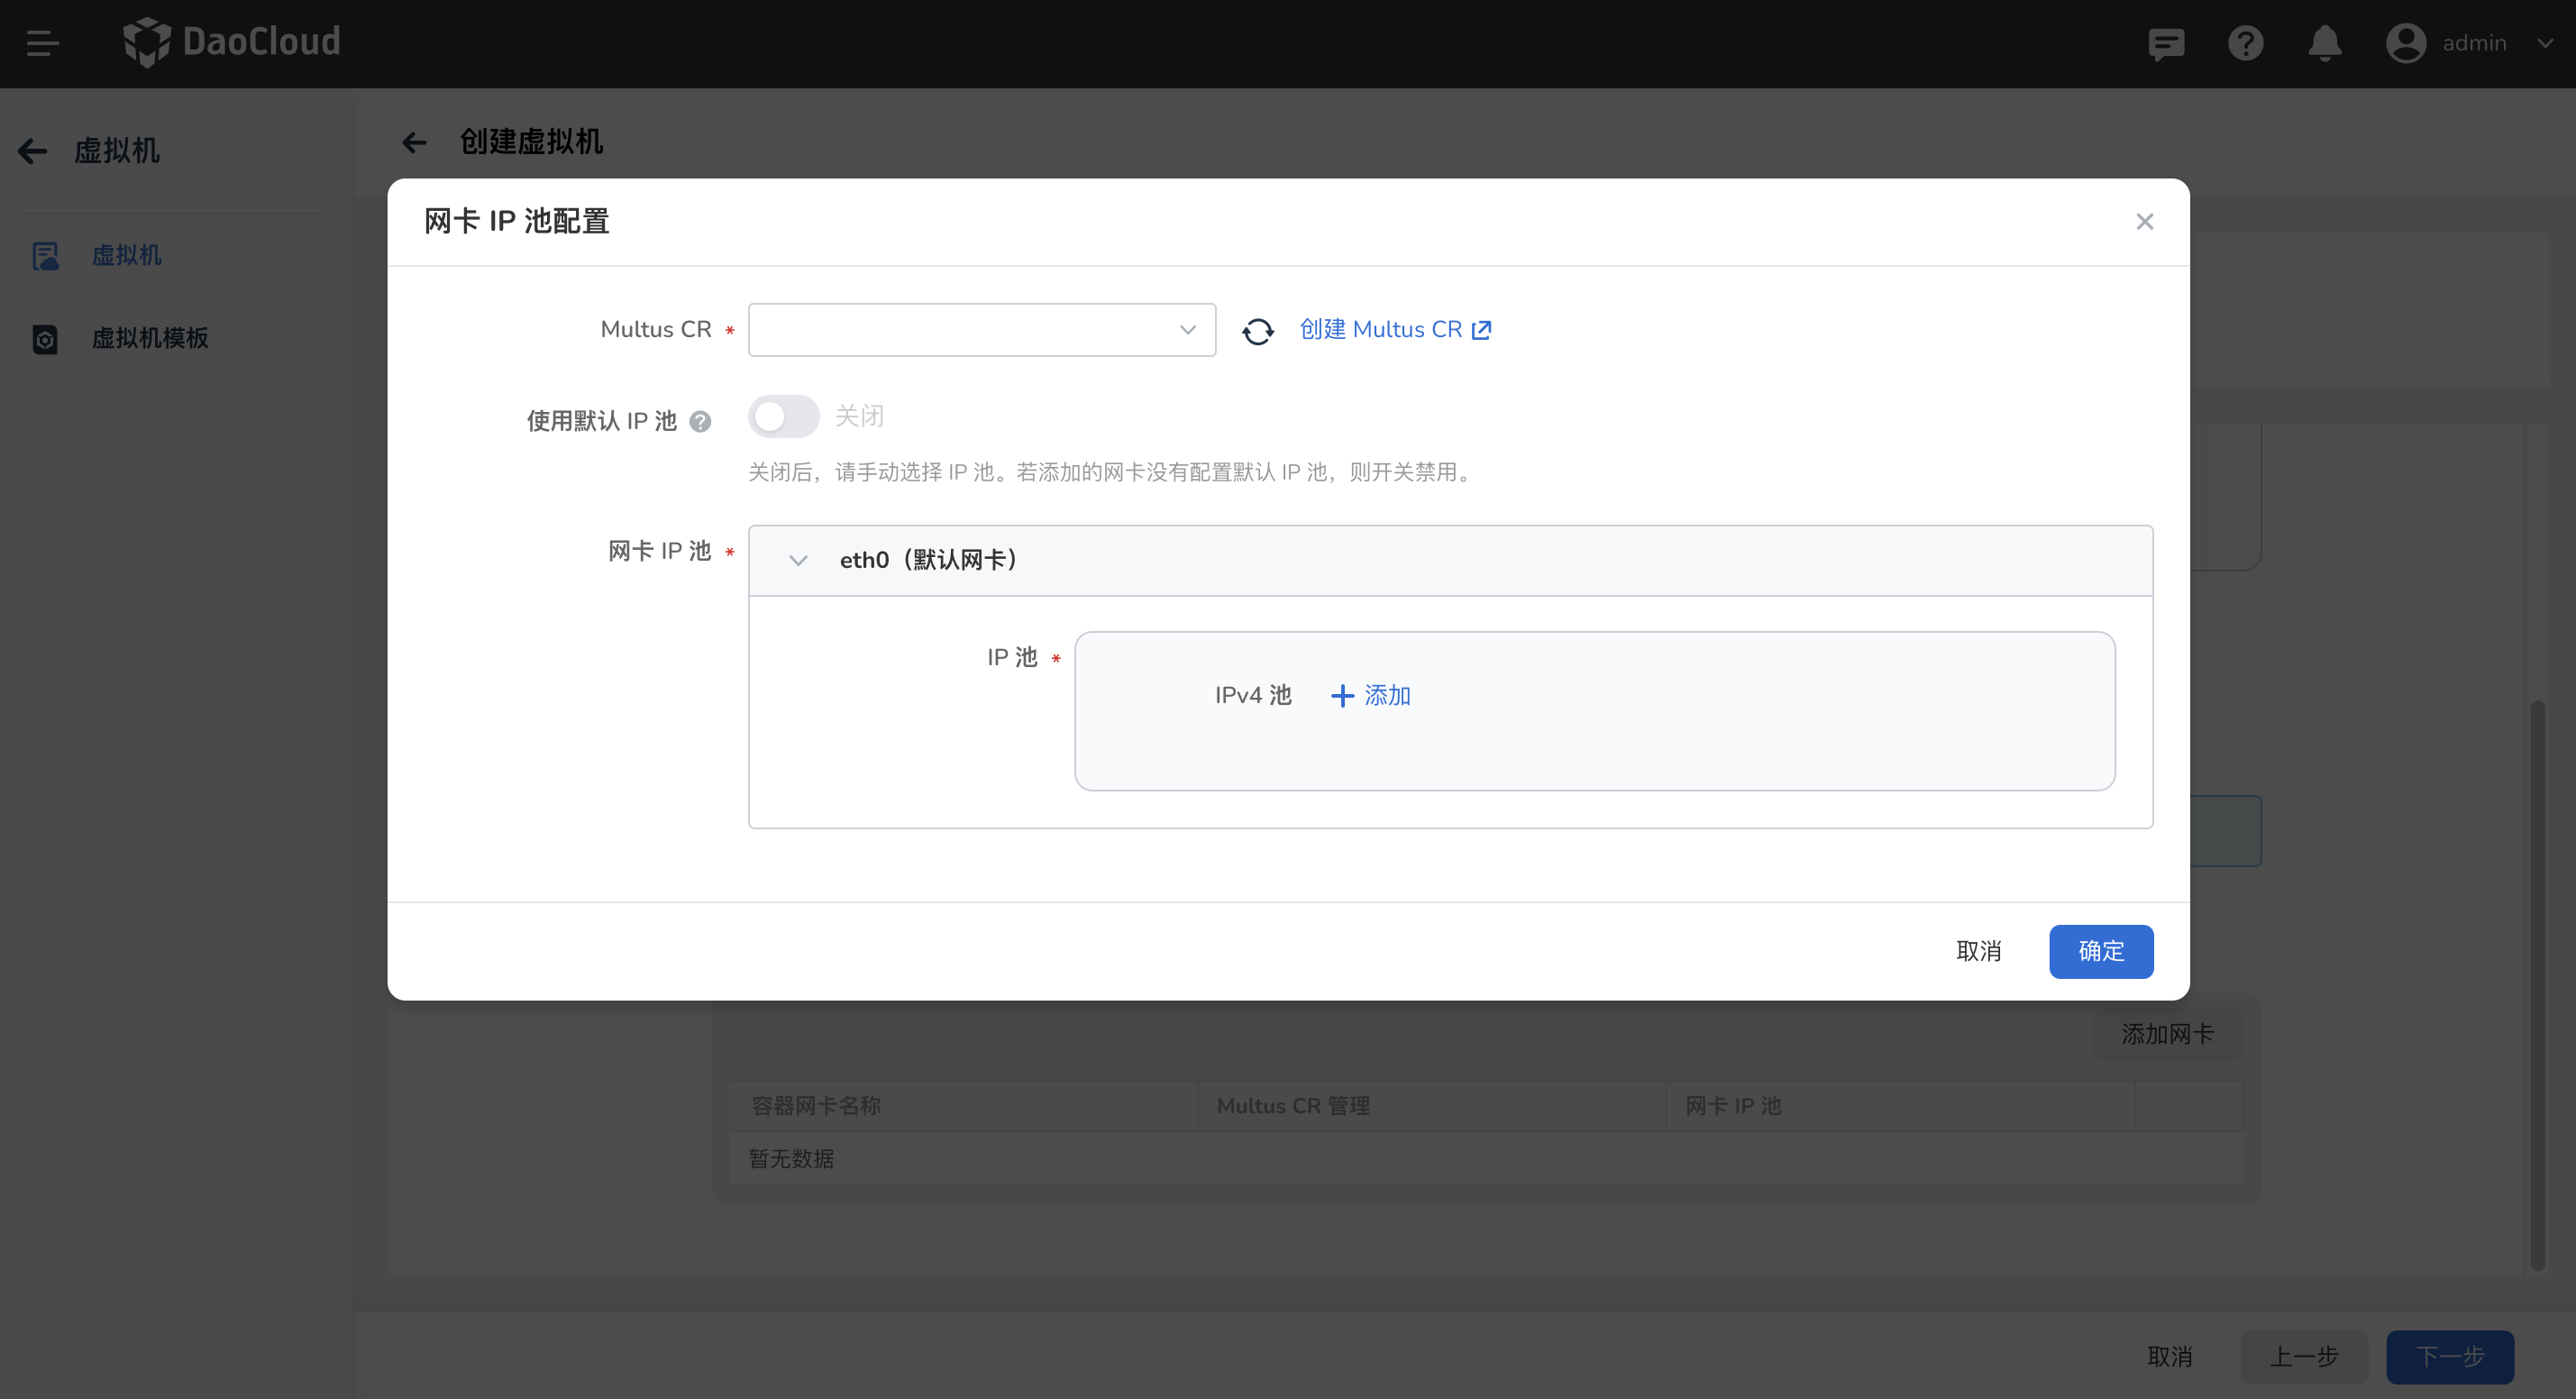 DaoCloud
admin
虚拟机
创建虚拟机
虚拟机
虚拟机模板
网卡 IP 池配置
Multus CR *
创建 Multus CR
使用默认 IP 池
关闭
关闭后，请手动选择 IP 池。若添加的网卡没有配置默认 IP 池，则开关禁用。
网卡 IP 池 *
eth0（默认网卡）
IP 池 *
IPv4 池
添加
取消
确定
添加网卡
容器网卡名称
Multus CR 管理
网卡 IP 池
暂无数据
取消
上一步
下一步